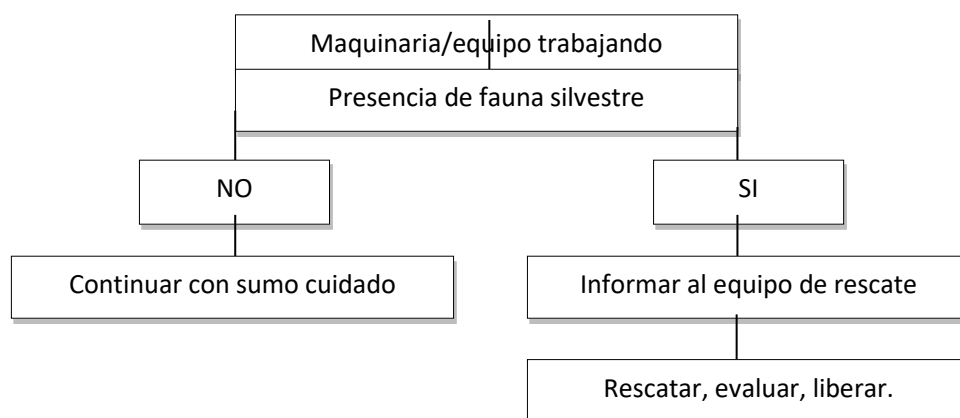 Maquinaria/equipo trabajando
Presencia de fauna silvestre
NO
SI
Continuar con sumo cuidado
Informar al equipo de rescate
Rescatar, evaluar, liberar.